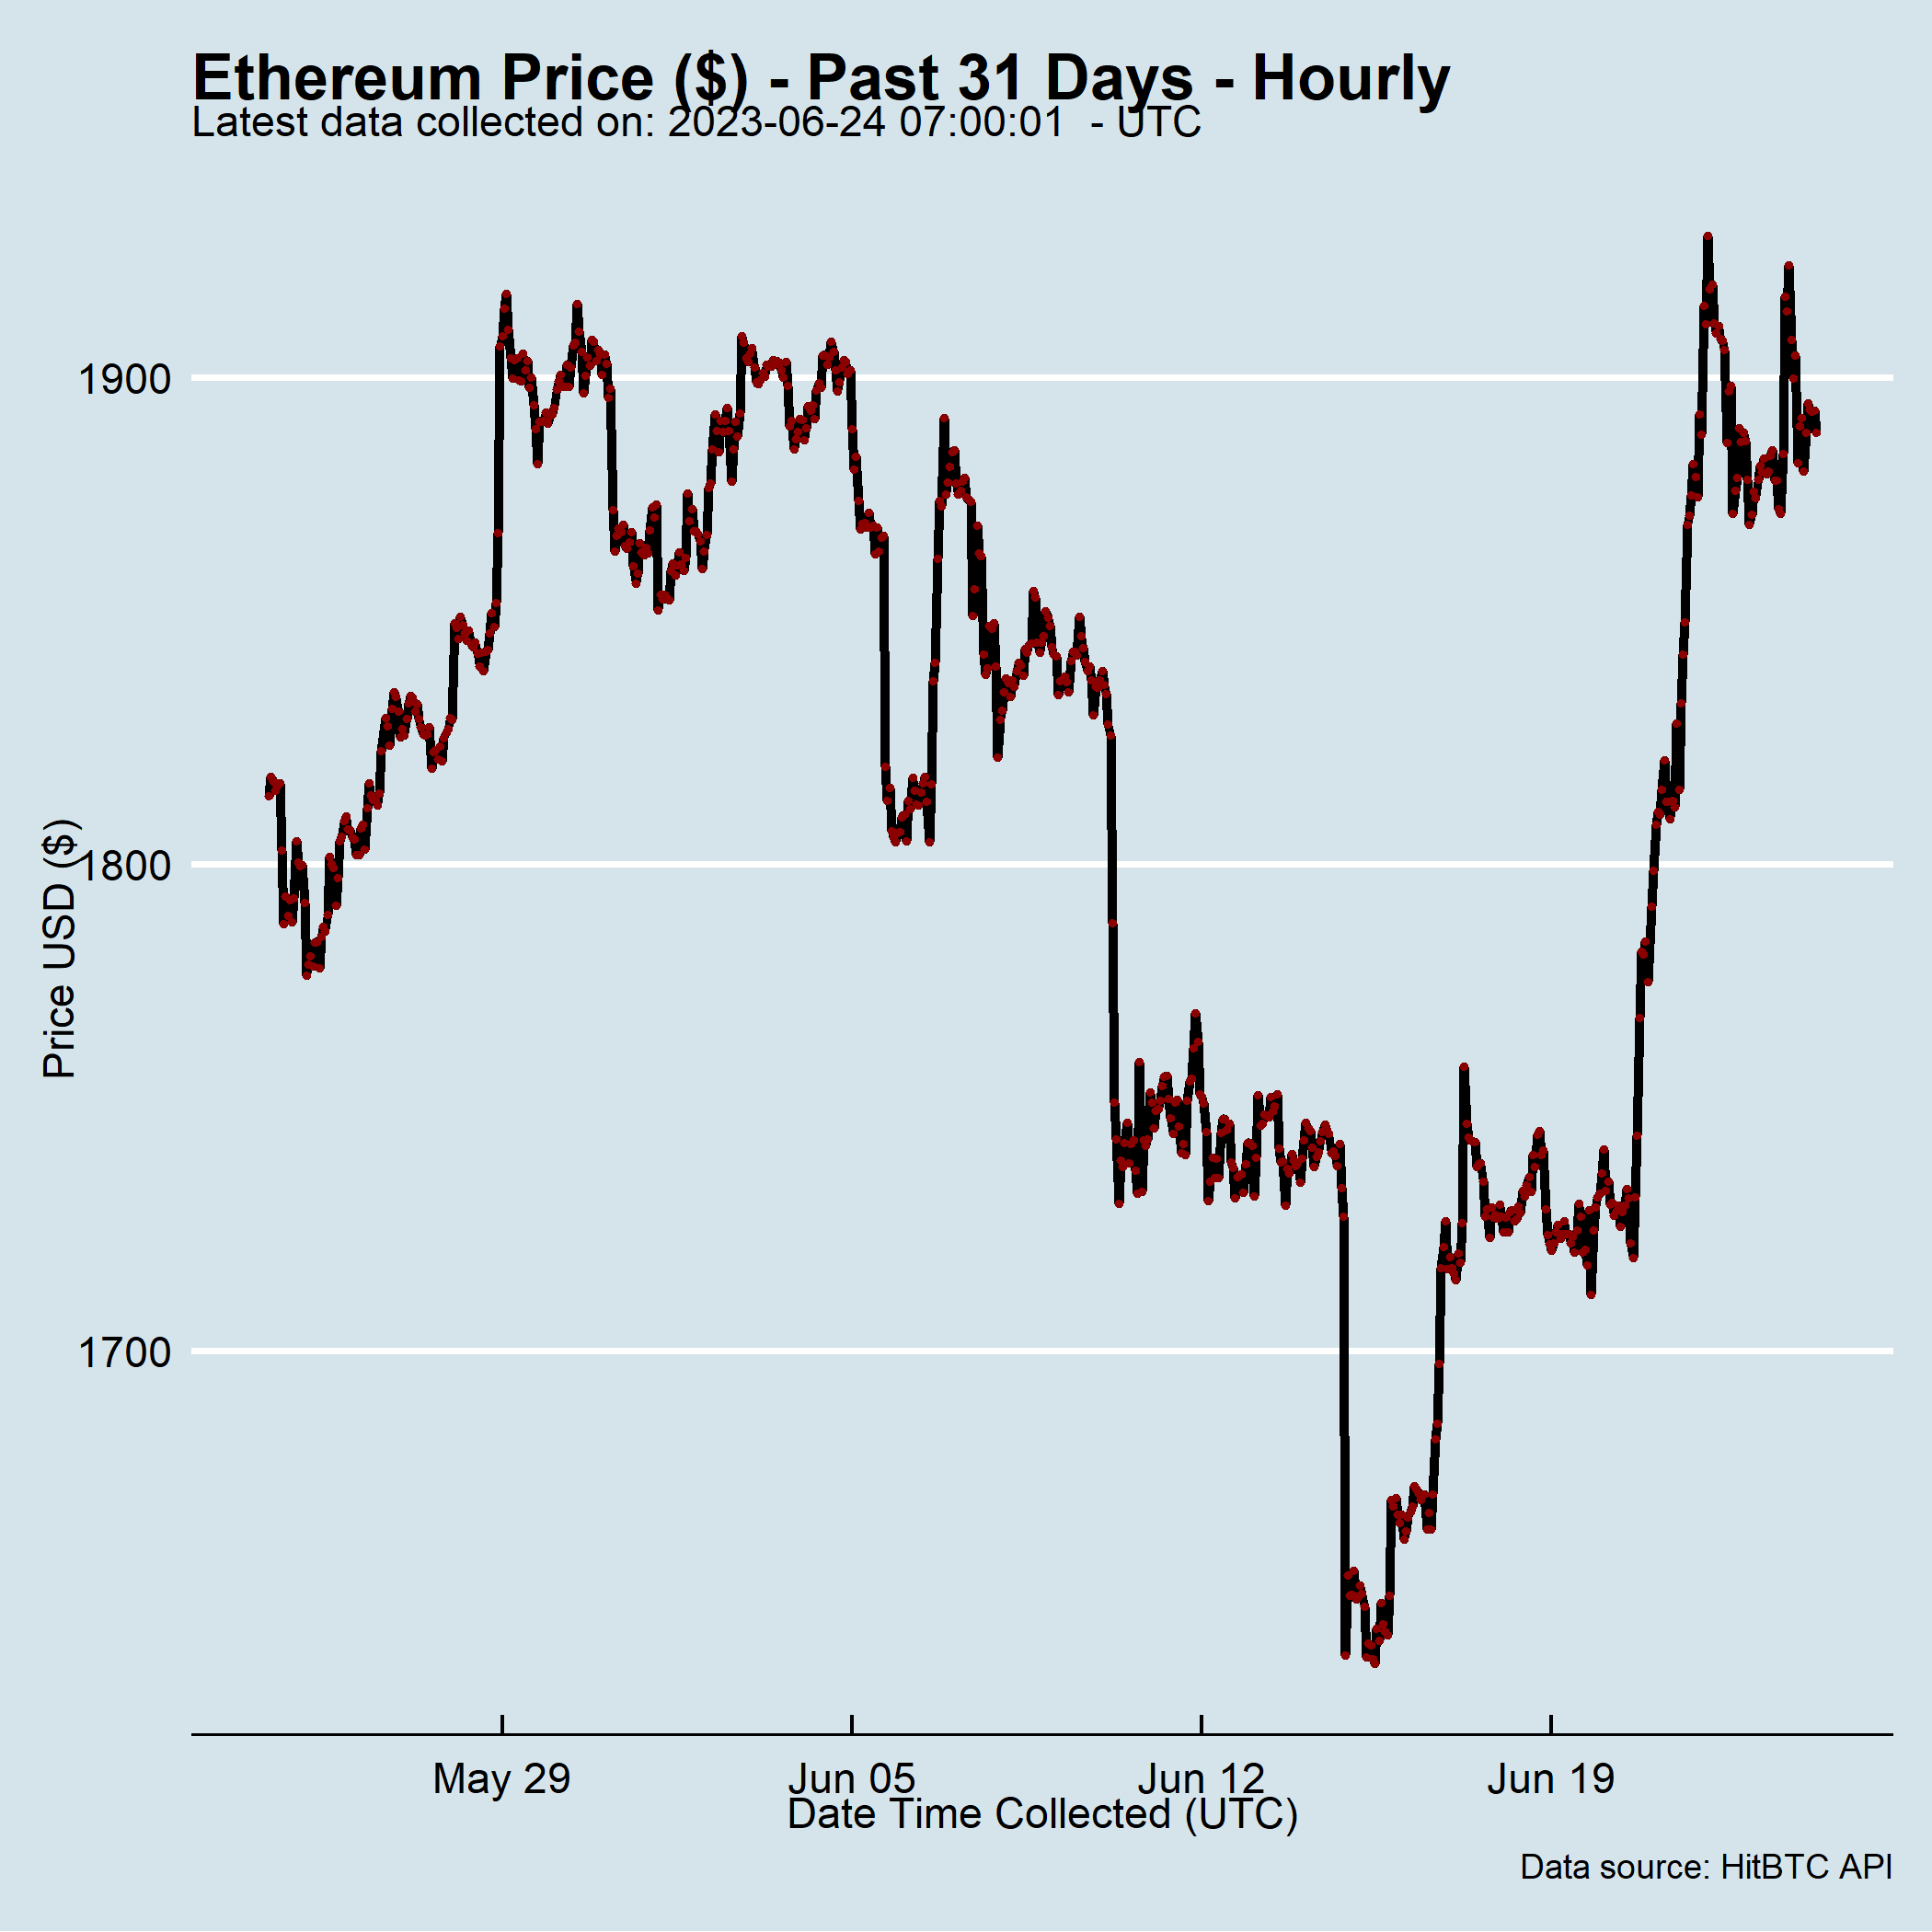 Ethereum Price ($) - Past 31 Days - Hourly
Latest data collected on: 2023-06-24 07:00:01  - UTC
Price USD ($)
1900
1800
1700
May 29
Jun 05
Jun 12
Jun 19
Date Time Collected (UTC)
Data source: HitBTC API